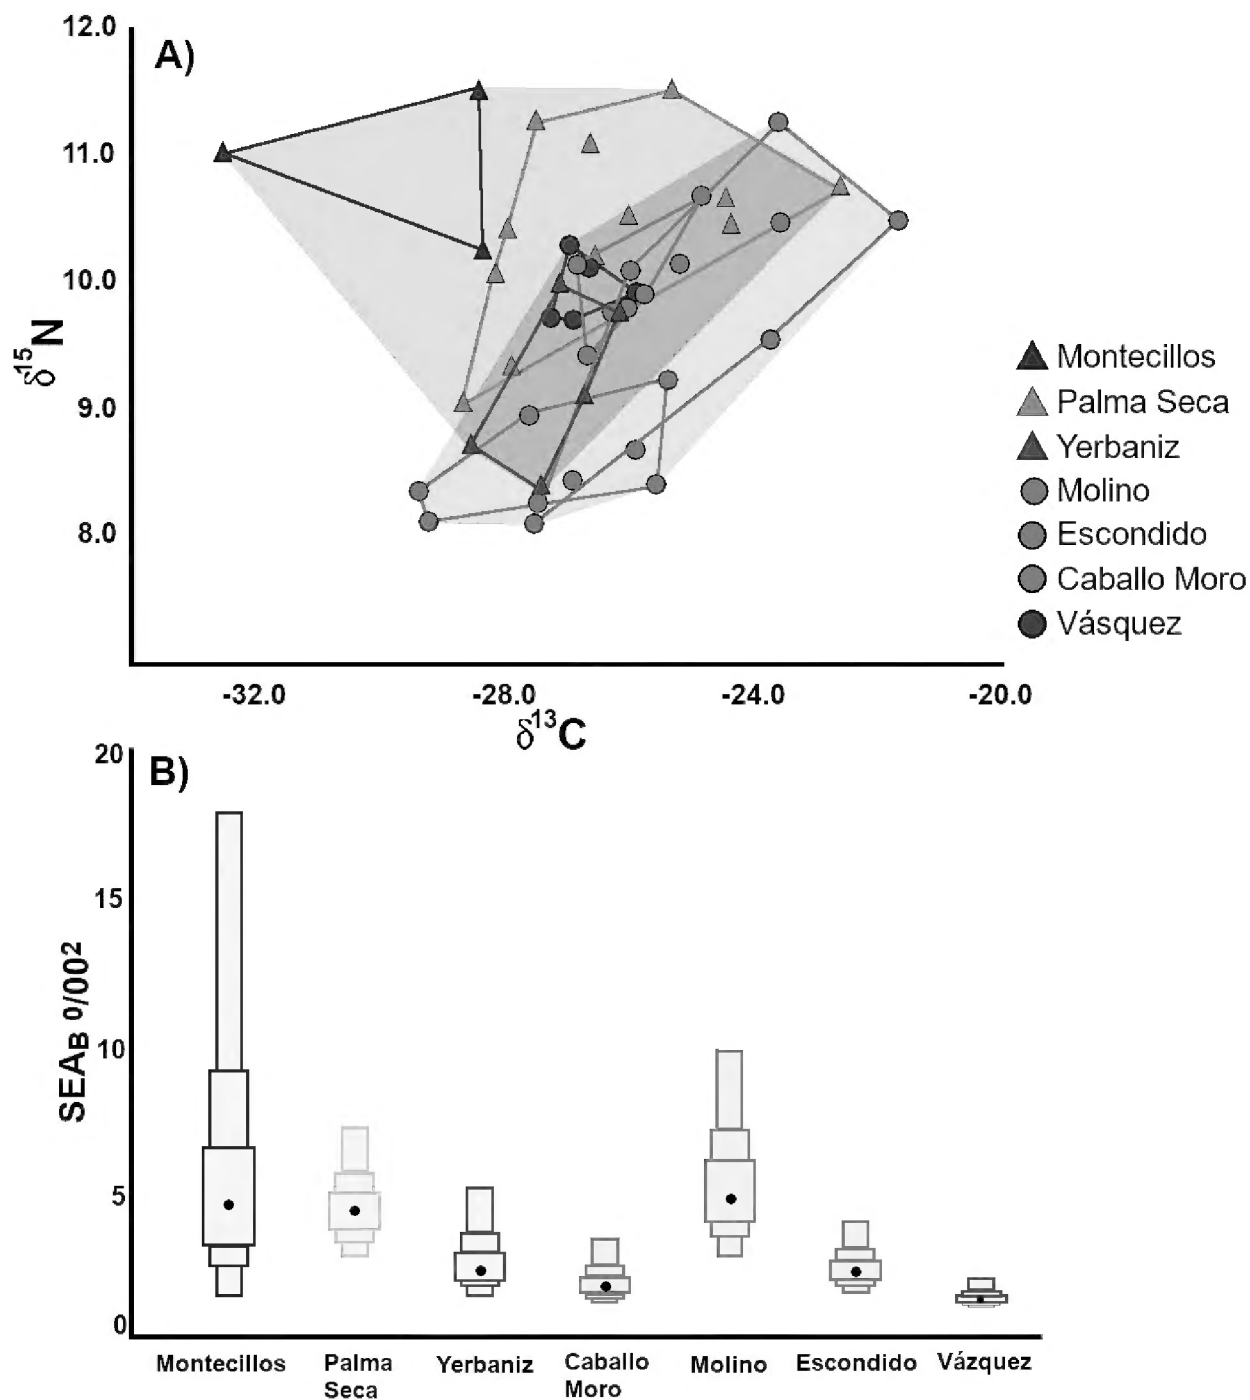 12.0
A)
11.0
10.0
9.0
8.0
δ15N
-32.0 -28.0 -24.0 -20.0
δ13C
Montecillos
Palma Seca
Yerbaniz
Molino
Escondido
Caballo Moro
Vásquez
B)
20
15
10
5
0
SEAB 0/002
Montecillos
Palma
Seca
Yerbaniz
Caballo
Moro
Molino
Escondido
Vázquez